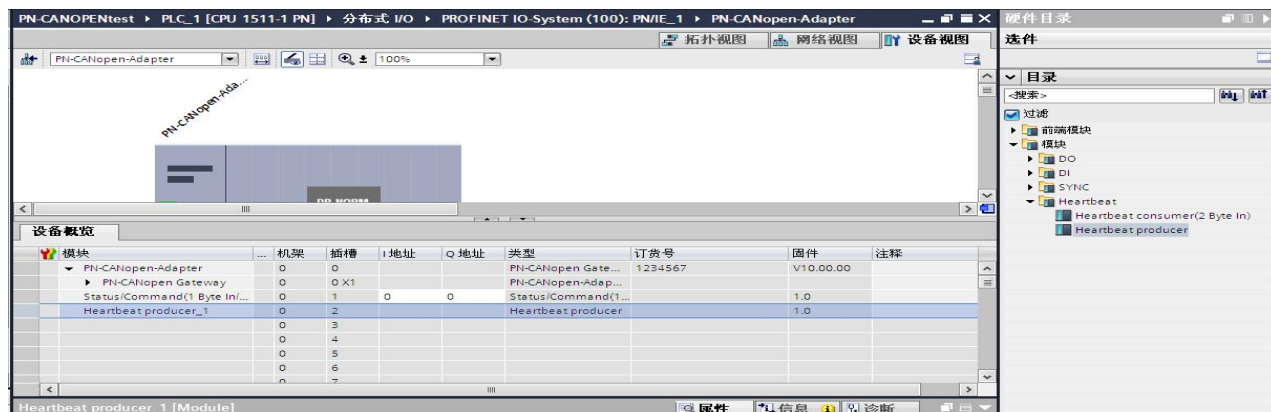 PN-CANOPENtest ▸ PLC_1 [CPU 1511-1 PN] ▸ 分布式 I/O ▸ PROFINET IO-System (100): PN/IE_1 ▸ PN-CANopen-Adapter
硬件目录
拓扑视图 网络视图 设备视图
选件
PN-CANopen-Adapter 100%
目录
<搜索>
过滤
前端模块
模块
DO
DI
SYNC
Heartbeat
Heartbeat consumer(2 Byte In)
Heartbeat producer
PN-CANopen-Ada...
DP-NORM
设备概览
模块 ... 机架 插槽 I 地址 Q 地址 类型 订货号 固件 注释
PN-CANopen-Adapter 0 0 PN-CANopen Gate... 1234567 V10.00.00
PN-CANopen Gateway 0 0 X1 PN-CANopen-Adap...
Status/Command(1 Byte In/... 0 1 0 0 Status/Command(1... 1.0
Heartbeat producer_1 0 2 Heartbeat producer 1.0
0 3
0 4
0 5
0 6
0 7
Heartbeat producer_1 [Module] 属性 信息 诊断